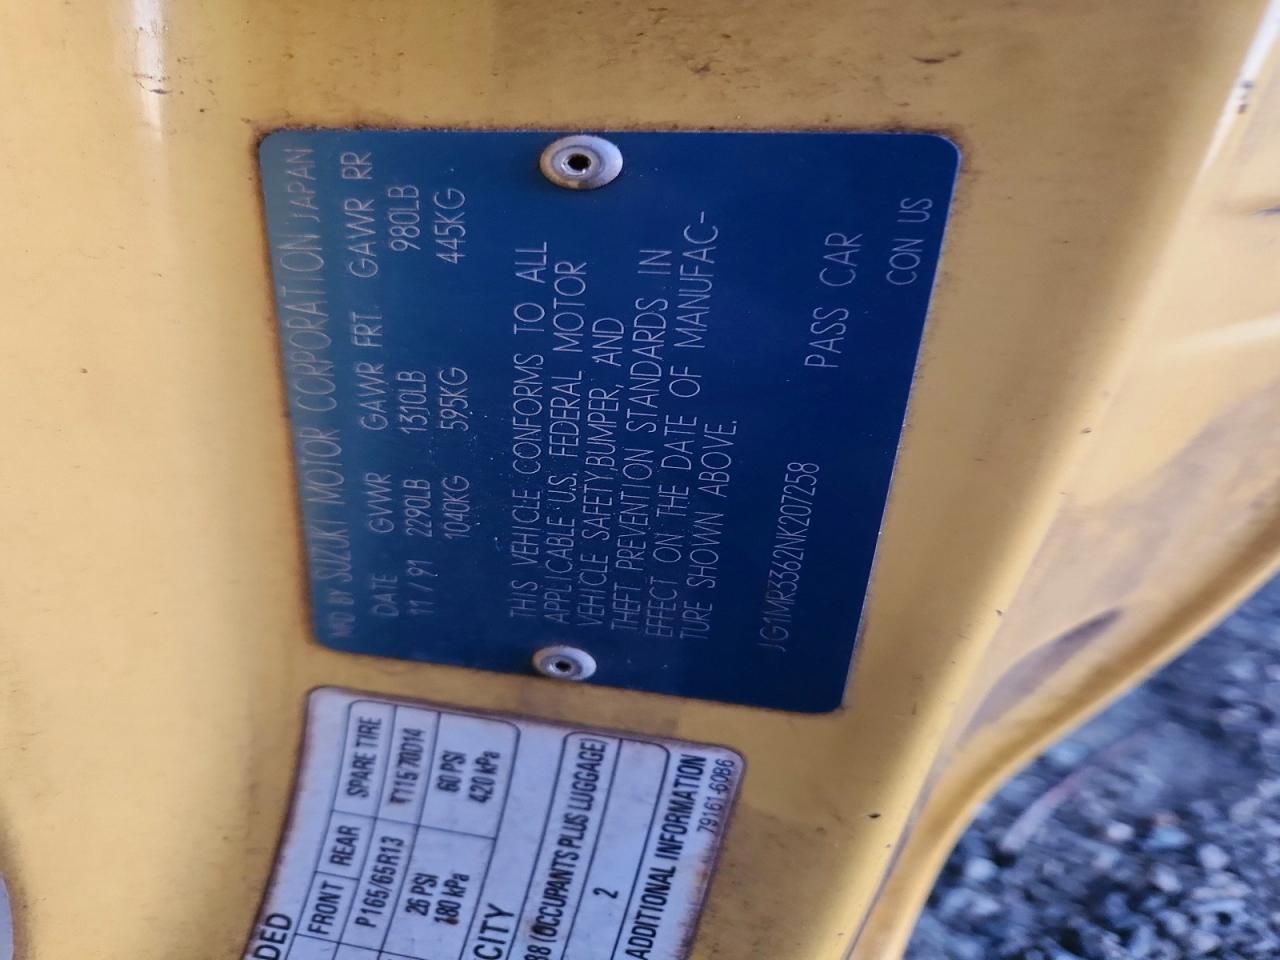 MFD BY SUZUKI MOTOR CORPORATION JAPAN
DATE GVWR GAWR FRT. GAWR RR
11 / 91 2290LB 1310LB 980LB
1040KG 595KG 445KG
THIS VEHICLE CONFORMS TO ALL
APPLICABLE U.S. FEDERAL MOTOR
VEHICLE SAFETY,BUMPER, AND
THEFT PREVENTION STANDARDS IN
EFFECT ON THE DATE OF MANUFAC-
TURE SHOWN ABOVE.
JG1MR3362NK207258 PASS CAR
CON US
DED
FRONT REAR SPARE TIRE
P165/65R13 T115 70D14
26 PSI 60 PSI
180 kPa 420 kPa
CITY
88 (OCCUPANTS PLUS LUGGAGE)
2
ADDITIONAL INFORMATION
79161-60B6